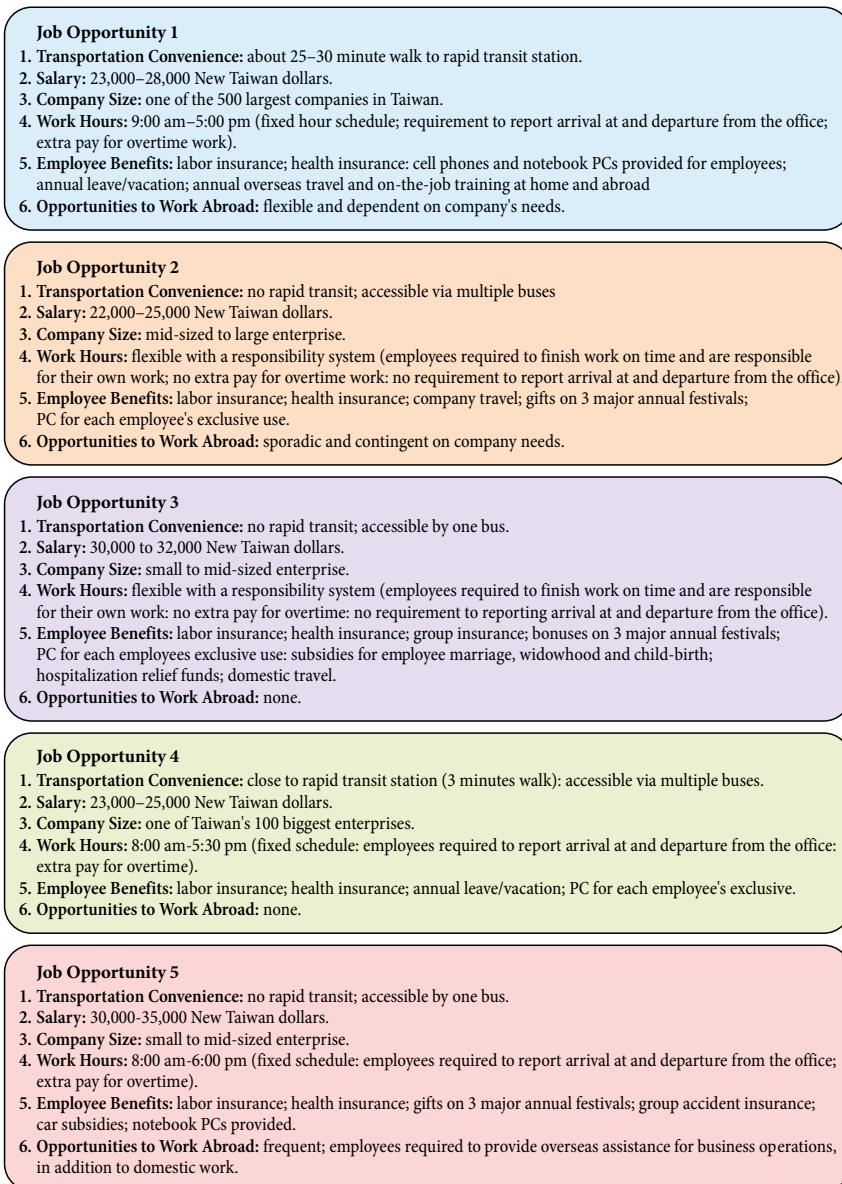 Job Opportunity 1
1. Transportation Convenience: about 25–30 minute walk to rapid transit station.
2. Salary: 23,000–28,000 New Taiwan dollars.
3. Company Size: one of the 500 largest companies in Taiwan.
4. Work Hours: 9:00 am–5:00 pm (fixed hour schedule; requirement to report arrival at and departure from the office;
extra pay for overtime work).
5. Employee Benefits: labor insurance; health insurance: cell phones and notebook PCs provided for employees;
annual leave/vacation; annual overseas travel and on-the-job training at home and abroad
6. Opportunities to Work Abroad: flexible and dependent on company's needs.
Job Opportunity 2
1. Transportation Convenience: no rapid transit; accessible via multiple buses
2. Salary: 22,000–25,000 New Taiwan dollars.
3. Company Size: mid-sized to large enterprise.
4. Work Hours: flexible with a responsibility system (employees required to finish work on time and are responsible
for their own work; no extra pay for overtime work: no requirement to report arrival at and departure from the office).
5. Employee Benefits: labor insurance; health insurance; company travel; gifts on 3 major annual festivals;
PC for each employee's exclusive use.
6. Opportunities to Work Abroad: sporadic and contingent on company needs.
Job Opportunity 3
1. Transportation Convenience: no rapid transit; accessible by one bus.
2. Salary: 30,000 to 32,000 New Taiwan dollars.
3. Company Size: small to mid-sized enterprise.
4. Work Hours: flexible with a responsibility system (employees required to finish work on time and are responsible
for their own work: no extra pay for overtime: no requirement to reporting arrival at and departure from the office).
5. Employee Benefits: labor insurance; health insurance; group insurance; bonuses on 3 major annual festivals;
PC for each employees exclusive use: subsidies for employee marriage, widowhood and child-birth;
hospitalization relief funds; domestic travel.
6. Opportunities to Work Abroad: none.
Job Opportunity 4
1. Transportation Convenience: close to rapid transit station (3 minutes walk): accessible via multiple buses.
2. Salary: 23,000–25,000 New Taiwan dollars.
3. Company Size: one of Taiwan's 100 biggest enterprises.
4. Work Hours: 8:00 am-5:30 pm (fixed schedule: employees required to report arrival at and departure from the office:
extra pay for overtime).
5. Employee Benefits: labor insurance; health insurance; annual leave/vacation; PC for each employee's exclusive.
6. Opportunities to Work Abroad: none.
Job Opportunity 5
1. Transportation Convenience: no rapid transit; accessible by one bus.
2. Salary: 30,000-35,000 New Taiwan dollars.
3. Company Size: small to mid-sized enterprise.
4. Work Hours: 8:00 am-6:00 pm (fixed schedule: employees required to report arrival at and departure from the office;
extra pay for overtime).
5. Employee Benefits: labor insurance; health insurance; gifts on 3 major annual festivals; group accident insurance;
car subsidies; notebook PCs provided.
6. Opportunities to Work Abroad: frequent; employees required to provide overseas assistance for business operations,
in addition to domestic work.